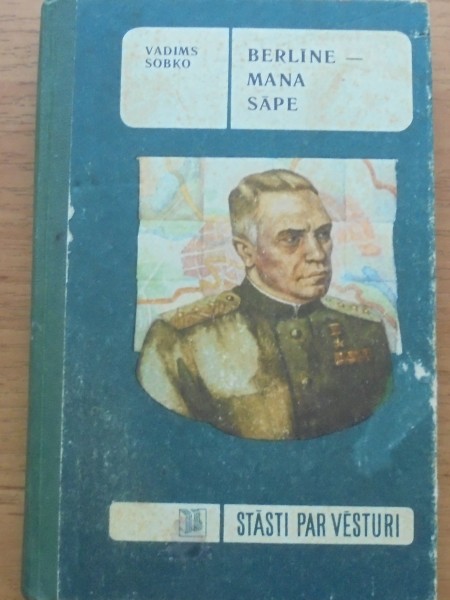 VADIMS
SOBKO
BERLĪNE —
MANA
SĀPE
STĀSTI PAR VĒSTURI